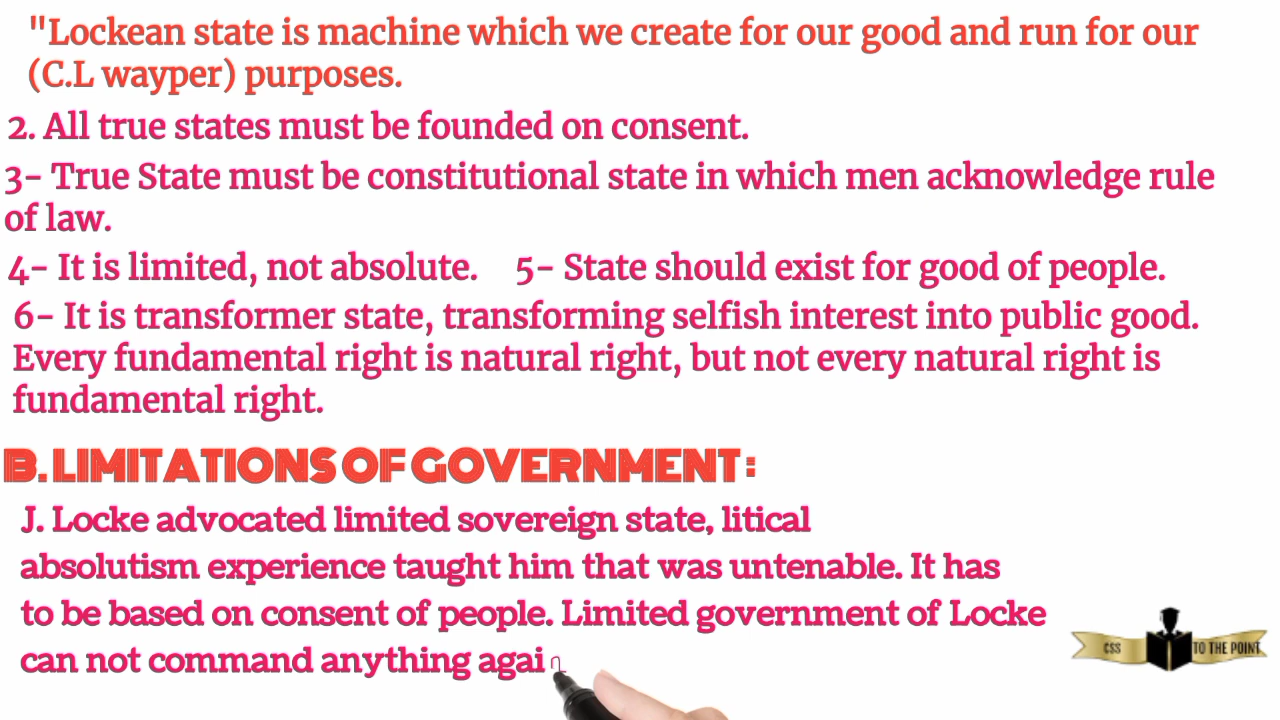 "Lockean state is machine which we create for our good and run for our
(C.L wayper) purposes.
2. All true states must be founded on consent.
3- True State must be constitutional state in which men acknowledge rule
of law.
4- It is limited, not absolute. 5- State should exist for good of people.
6- It is transformer state, transforming selfish interest into public good.
Every fundamental right is natural right, but not every natural right is
fundamental right.
B. LIMITATIONS OF GOVERNMENT :
J. Locke advocated limited sovereign state, litical
absolutism experience taught him that was untenable. It has
to be based on consent of people. Limited government of Locke
can not command anything agai
CSS TO THE POINT